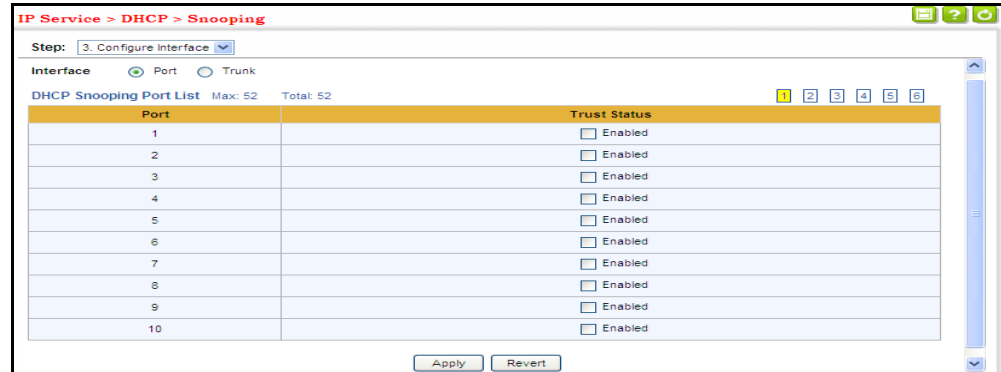 IP Service > DHCP > Snooping
?
Step: 3. Configure Interface
Interface Port Trunk
DHCP Snooping Port List Max: 52 Total: 52 1 2 3 4 5 6
Port Trust Status
1 Enabled
2 Enabled
3 Enabled
4 Enabled
5 Enabled
6 Enabled
7 Enabled
8 Enabled
9 Enabled
10 Enabled
Apply Revert